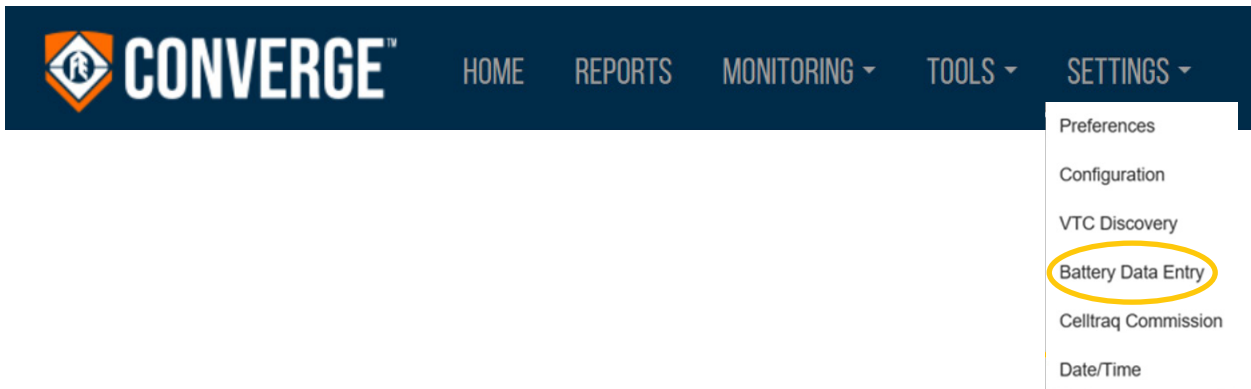 CONVERGE™ HOME REPORTS MONITORING TOOLS SETTINGS
Preferences
Configuration
VTC Discovery
Battery Data Entry
Celltraq Commission
Date/Time